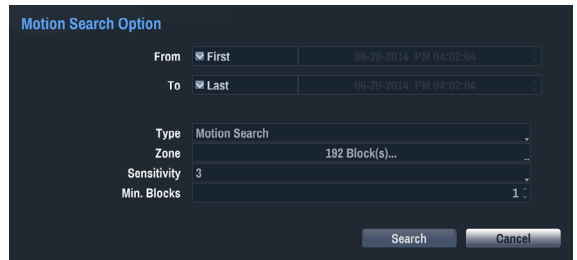 Motion Search Option
From First 06-20-2014 PM 04:02:04
To Last 06-20-2014 PM 04:02:04
Type Motion Search
Zone 192 Block(s)...
Sensitivity 3
Min. Blocks 1
Search Cancel